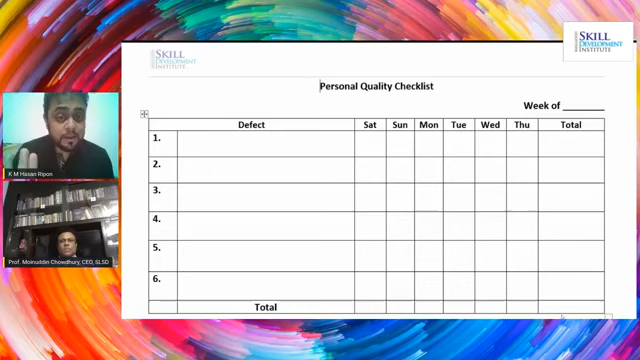 SKILL
DEVELOPMENT
INSTITUTE
SKILL
DEVELOPMENT
INSTITUTE
Personal Quality Checklist
Week of ________
Defect Sat Sun Mon Tue Wed Thu Total
1.
2.
3.
4.
5.
6.
Total
K M Hasan Ripon
Prof. Moinuddin Chowdhury, CEO, SLSD